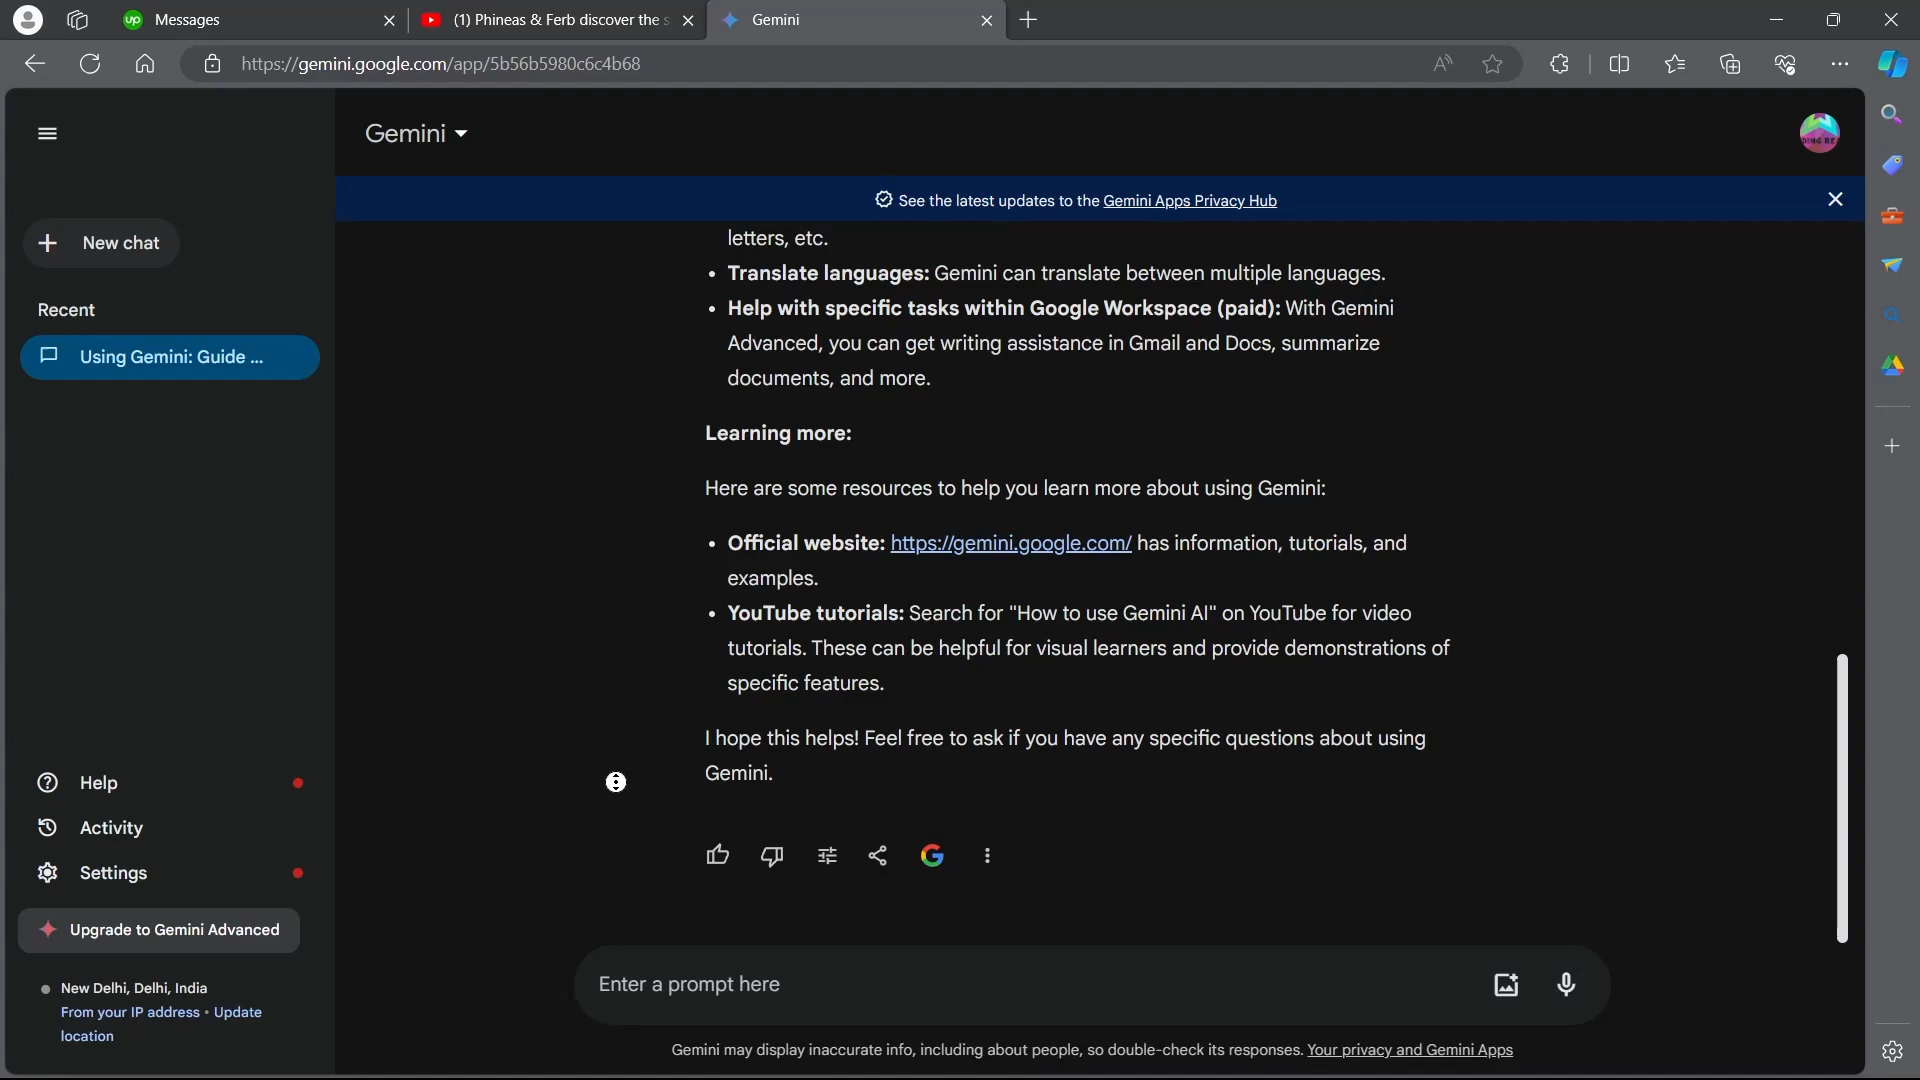 Messages
(1) Phineas & Ferb discover the s
Gemini
https://gemini.google.com/app/5b56b5980c6c4b68
Gemini
See the latest updates to the Gemini Apps Privacy Hub
New chat
Recent
Using Gemini: Guide ...
letters, etc.
• Translate languages: Gemini can translate between multiple languages.
• Help with specific tasks within Google Workspace (paid): With Gemini
Advanced, you can get writing assistance in Gmail and Docs, summarize
documents, and more.
Learning more:
Here are some resources to help you learn more about using Gemini:
• Official website: https://gemini.google.com/ has information, tutorials, and
examples.
• YouTube tutorials: Search for "How to use Gemini AI" on YouTube for video
tutorials. These can be helpful for visual learners and provide demonstrations of
specific features.
I hope this helps! Feel free to ask if you have any specific questions about using
Gemini.
Help
Activity
Settings
Upgrade to Gemini Advanced
New Delhi, Delhi, India
From your IP address • Update
location
Enter a prompt here
Gemini may display inaccurate info, including about people, so double-check its responses. Your privacy and Gemini Apps